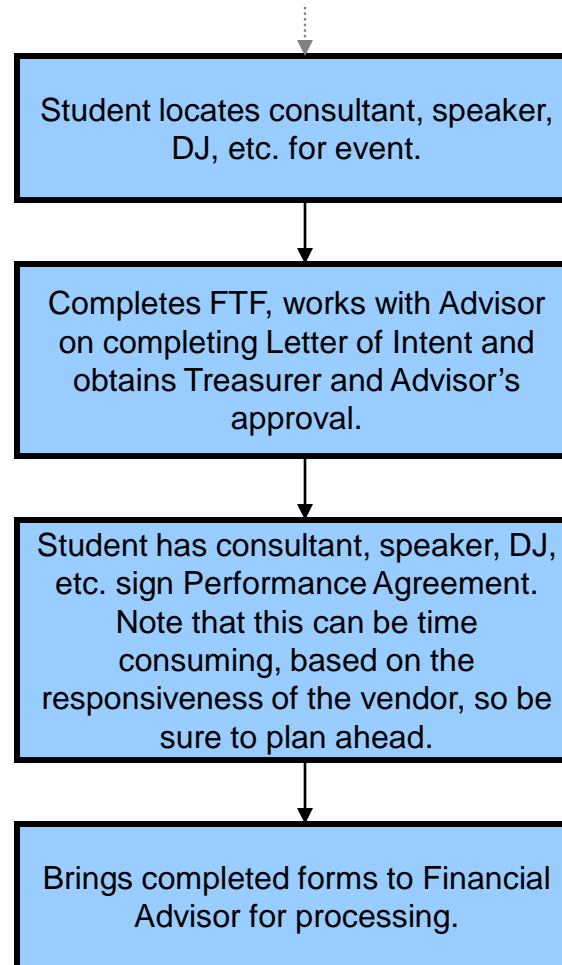 Student locates consultant, speaker,
DJ, etc. for event.
Completes FTF, works with Advisor
on completing Letter of Intent and
obtains Treasurer and Advisor’s
approval.
Student has consultant, speaker, DJ,
etc. sign Performance Agreement.
Note that this can be time
consuming, based on the
responsiveness of the vendor, so be
sure to plan ahead.
Brings completed forms to Financial
Advisor for processing.